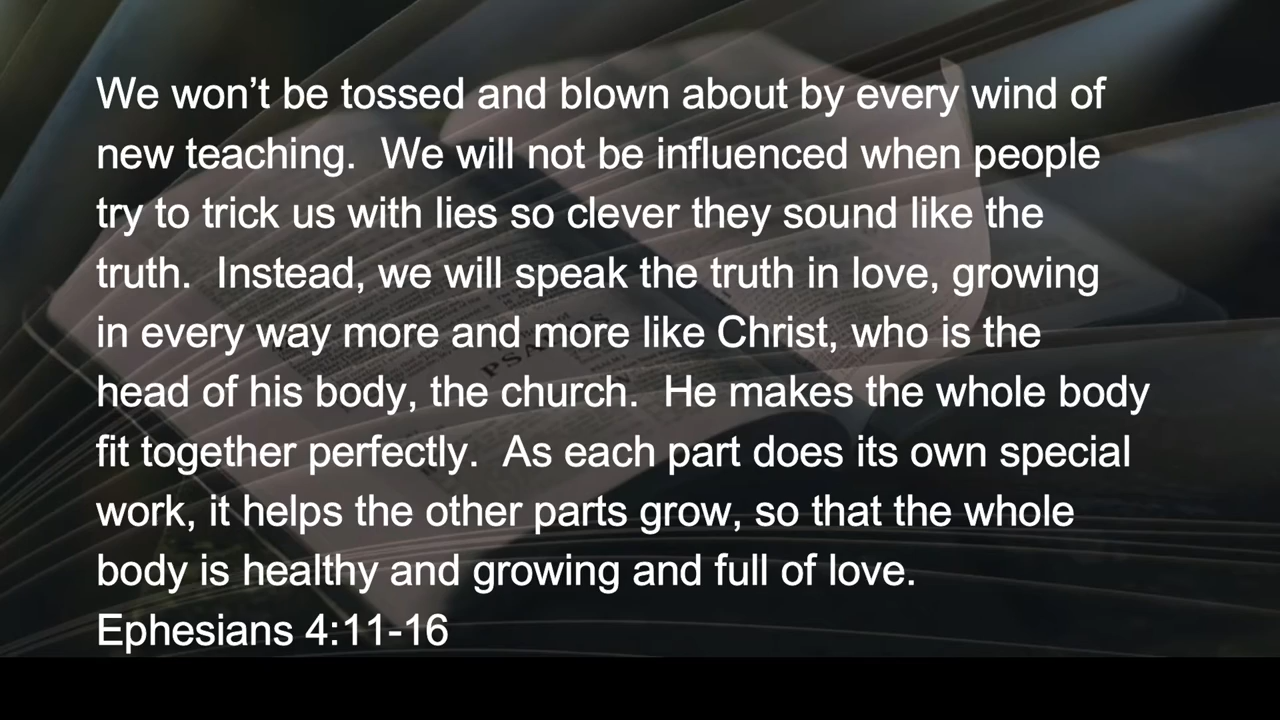 We won’t be tossed and blown about by every wind of
new teaching.  We will not be influenced when people
try to trick us with lies so clever they sound like the
truth.  Instead, we will speak the truth in love, growing
in every way more and more like Christ, who is the
head of his body, the church.  He makes the whole body
fit together perfectly.  As each part does its own special
work, it helps the other parts grow, so that the whole
body is healthy and growing and full of love.
Ephesians 4:11-16
PSALMS